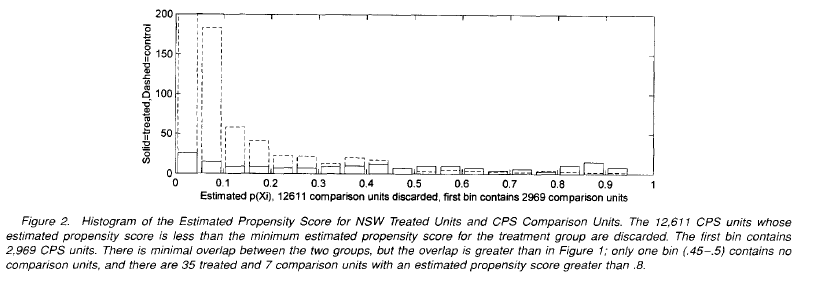 Solid=treated,Dashed=control
200
150
100
50
0
0
0.1
0.2
0.3
0.4
0.5
0.6
0.7
0.8
0.9
1
Estimated p(Xi), 12611 comparison units discarded, first bin contains 2969 comparison units
Figure 2. Histogram of the Estimated Propensity Score for NSW Treated Units and CPS Comparison Units. The 12,611 CPS units whose
estimated propensity score is less than the minimum estimated propensity score for the treatment group are discarded. The first bin contains
2,969 CPS units. There is minimal overlap between the two groups, but the overlap is greater than in Figure 1; only one bin (.45–.5) contains no
comparison units, and there are 35 treated and 7 comparison units with an estimated propensity score greater than .8.